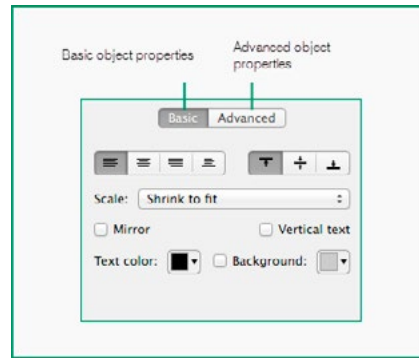 Basic object properties
Advanced object
properties
Basic Advanced
Scale: Shrink to fit
Mirror Vertical text
Text color: Background: